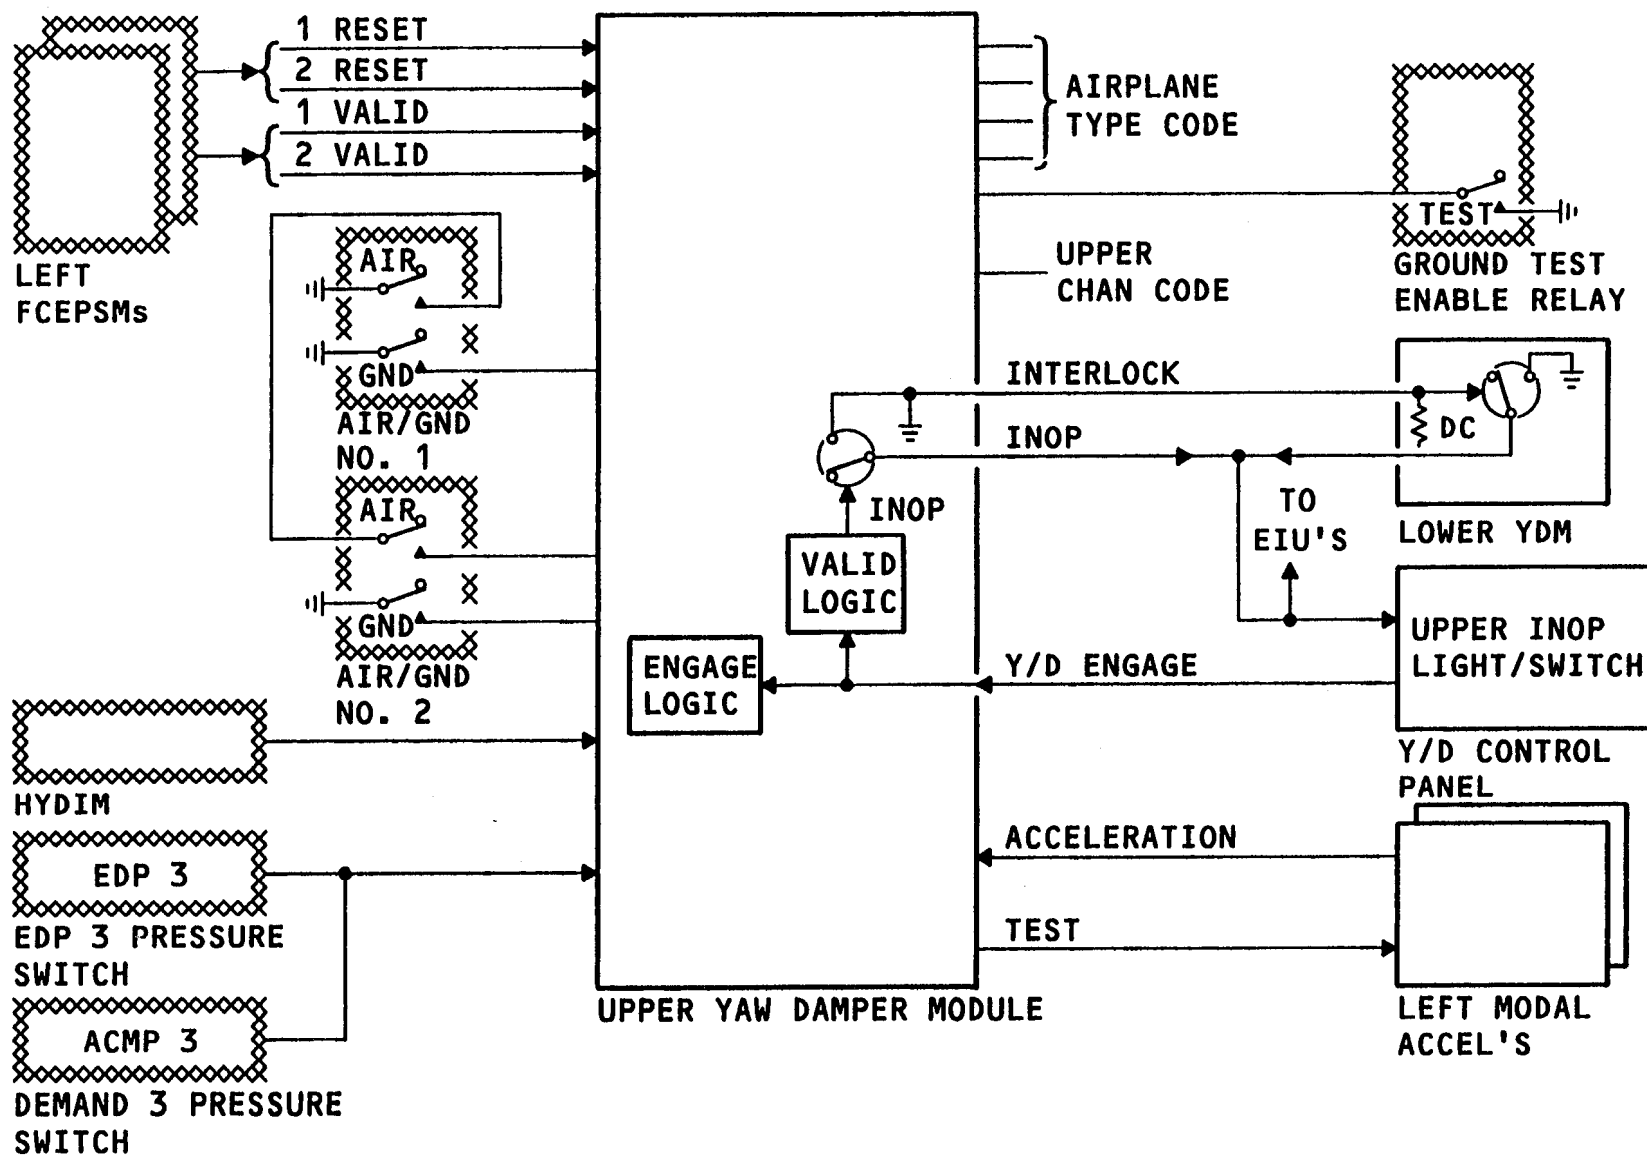 1 RESET
2 RESET
1 VALID
2 VALID
LEFT
FCEPSMs
AIR
GND
AIR/GND
NO. 1
AIR
GND
AIR/GND
NO. 2
HYDIM
EDP 3
EDP 3 PRESSURE
SWITCH
ACMP 3
DEMAND 3 PRESSURE
SWITCH
INOP
VALID
LOGIC
ENGAGE
LOGIC
UPPER YAW DAMPER MODULE
AIRPLANE
TYPE CODE
UPPER
CHAN CODE
TEST
GROUND TEST
ENABLE RELAY
INTERLOCK
INOP
DC
LOWER YDM
TO
EIU'S
UPPER INOP
LIGHT/SWITCH
Y/D ENGAGE
Y/D CONTROL
PANEL
ACCELERATION
TEST
LEFT MODAL
ACCEL'S